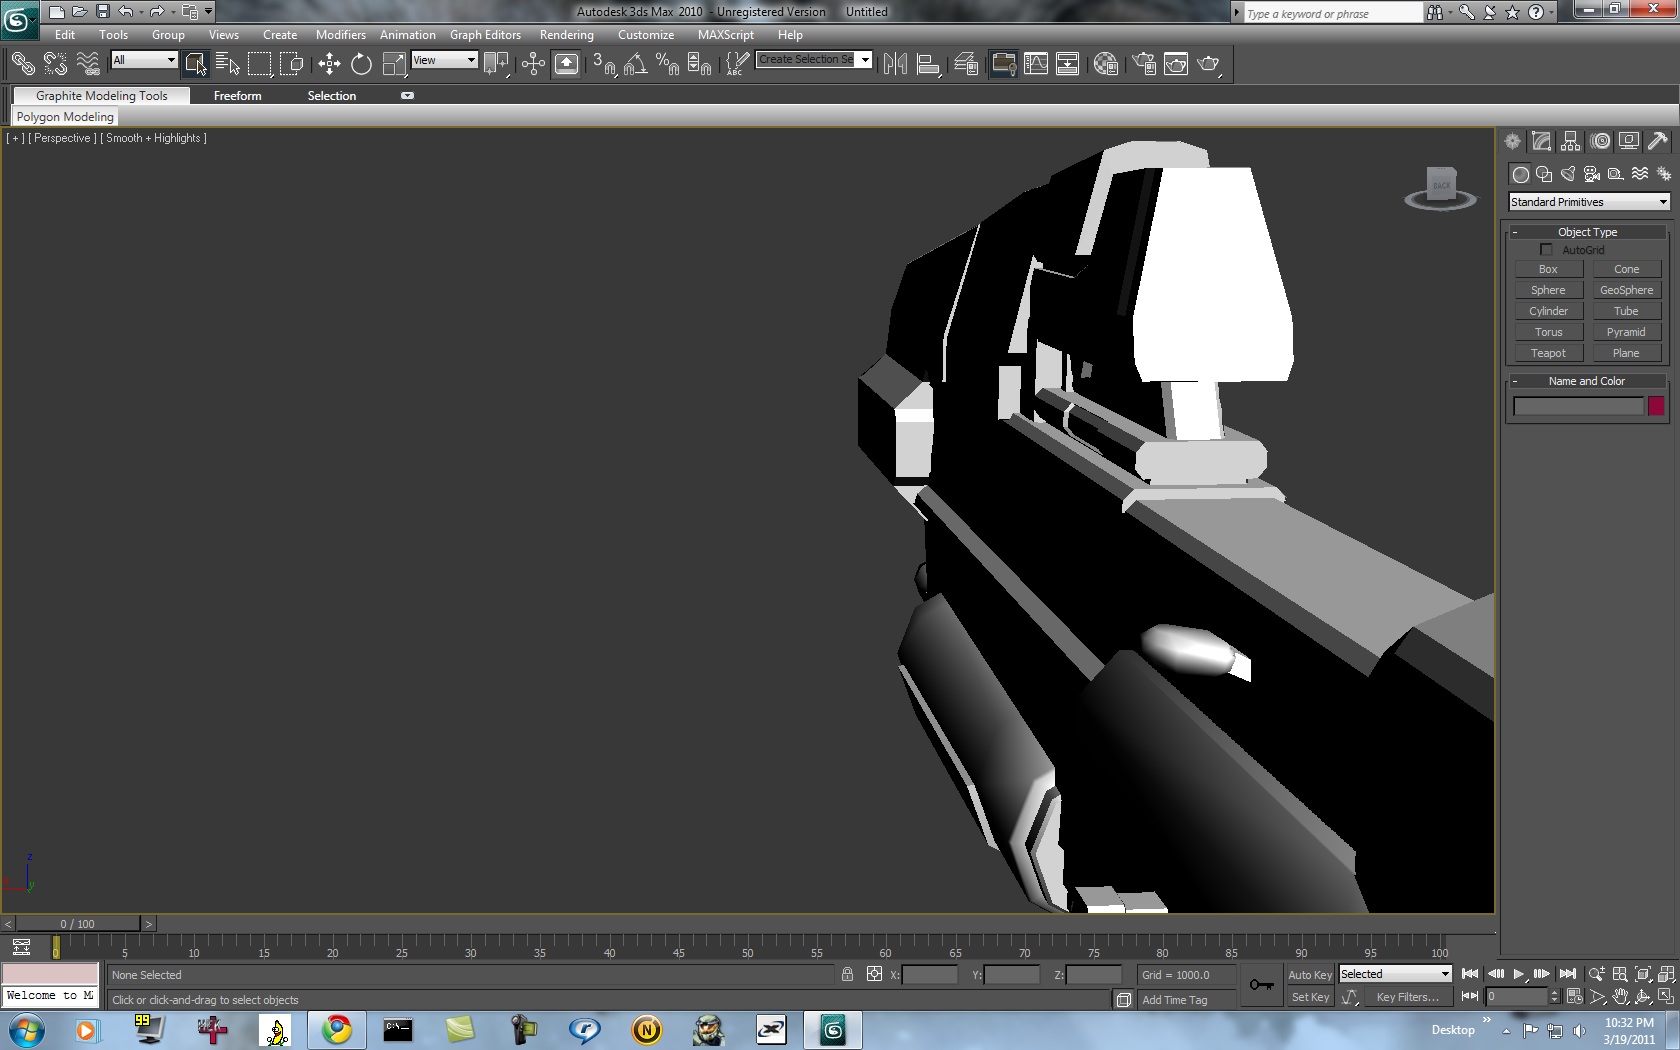 Autodesk 3ds Max 2010 - Unregistered Version Untitled
Type a keyword or phrase
Edit Tools Group Views Create Modifiers Animation Graph Editors Rendering Customize MAXScript Help
All
View
3
ABC
Create Selection Se
Graphite Modeling Tools Freeform Selection
Polygon Modeling
[ + ] [ Perspective ] [ Smooth + Highlights ]
BACK
Standard Primitives
- Object Type
AutoGrid
Box Cone
Sphere GeoSphere
Cylinder Tube
Torus Pyramid
Teapot Plane
- Name and Color
z
y
< 0 / 100 >
0 5 10 15 20 25 30 35 40 45 50 55 60 65 70 75 80 85 90 95 100
None Selected X: Y: Z: Grid = 1000.0 Auto Key Selected
Welcome to M
Click or click-and-drag to select objects Add Time Tag Set Key Key Filters... 0
99
C:\
N
Desktop
10:32 PM
3/19/2011